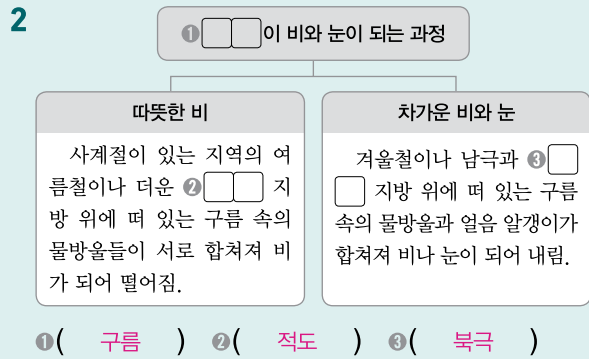 2
❶□□이 비와 눈이 되는 과정
따뜻한 비
사계절이 있는 지역의 여
름철이나 더운 ❷□□ 지
방 위에 떠 있는 구름 속의
물방울들이 서로 합쳐져 비
가 되어 떨어짐.
차가운 비와 눈
겨울철이나 남극과 ❸□
□ 지방 위에 떠 있는 구름
속의 물방울과 얼음 알갱이가
합쳐져 비나 눈이 되어 내림.
❶( 구름 ) ❷( 적도 ) ❸( 북극 )